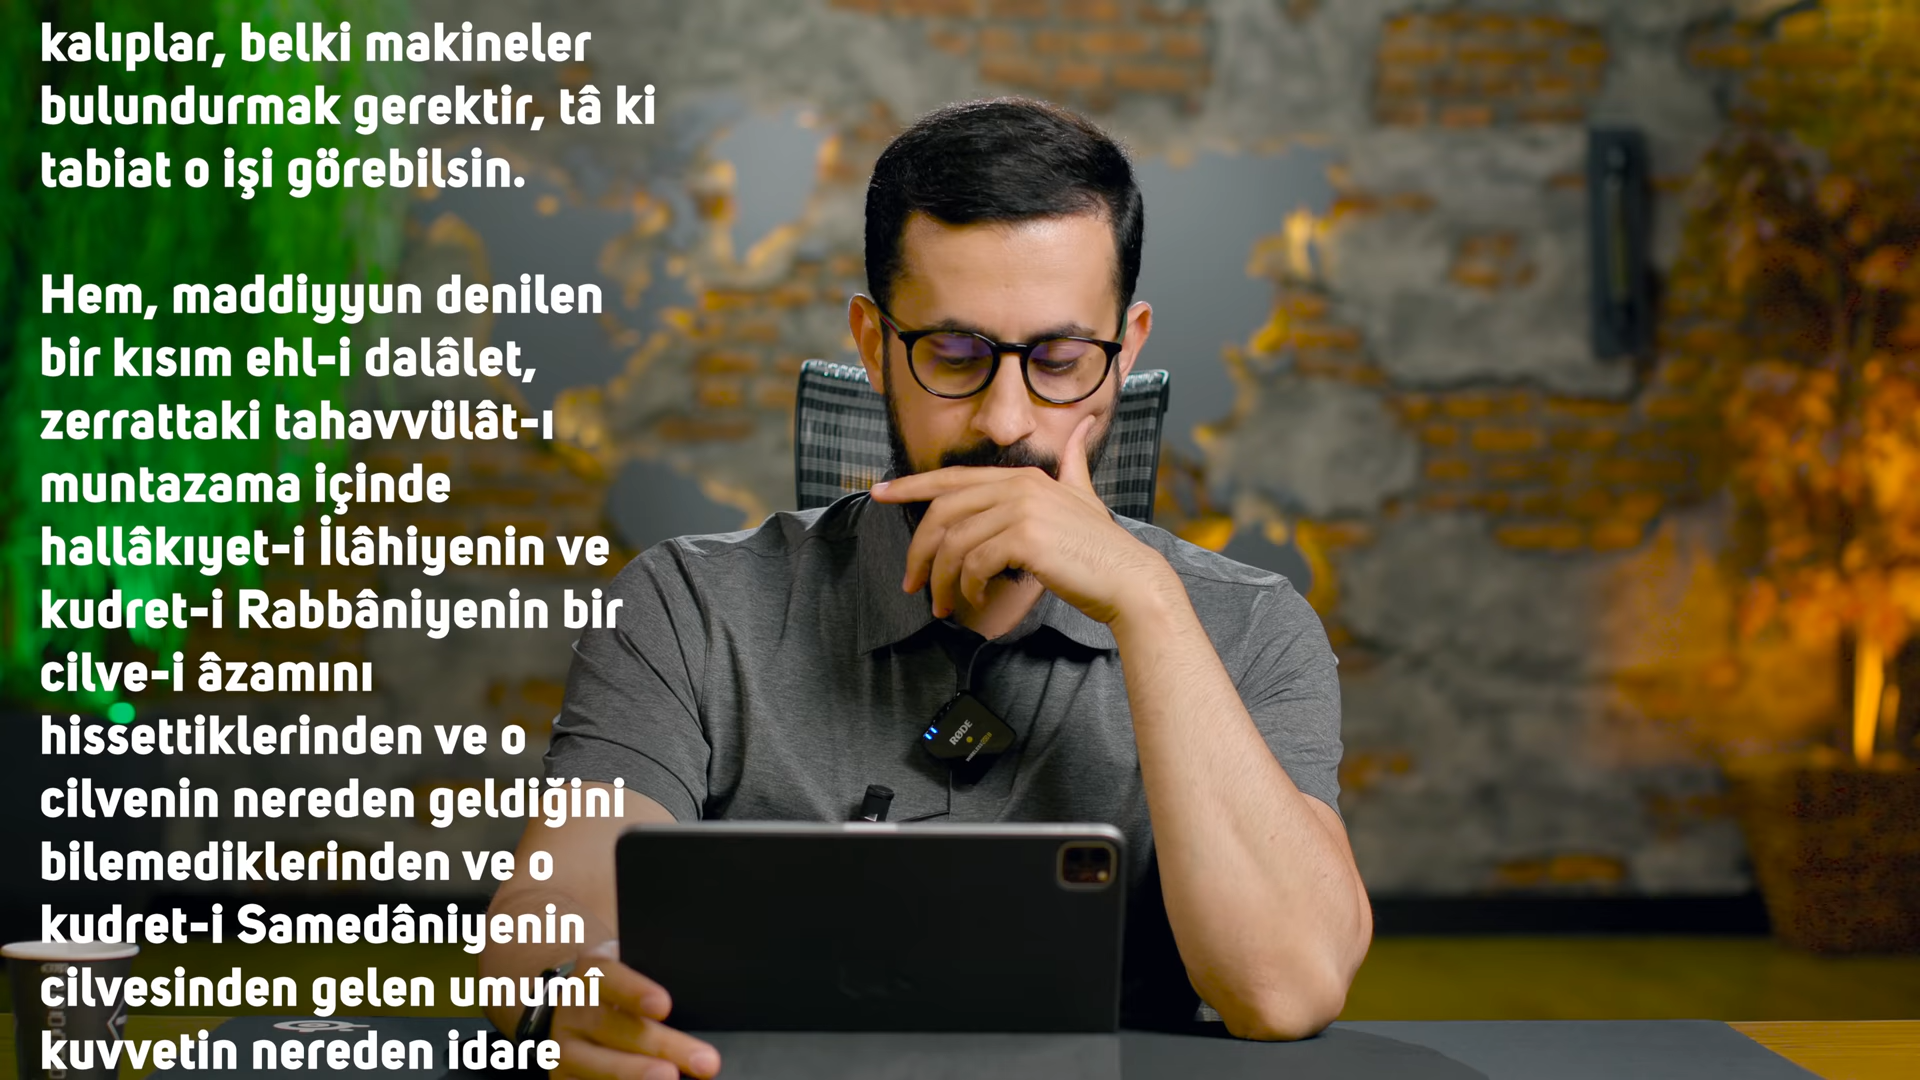 kalıplar, belki makineler
bulundurmak gerektir, tâ ki
tabiat o işi görebilsin.
Hem, maddiyyun denilen
bir kısım ehl-i dalâlet,
zerrattaki tahavvülât-ı
muntazama içinde
hallâkıyet-i İlâhiyenin ve
kudret-i Rabbâniyenin bir
cilve-i âzamını
hissettiklerinden ve o
cilvenin nereden geldiğini
bilemediklerinden ve o
kudret-i Samedâniyenin
cilvesinden gelen umumî
kuvvetin nereden idare
RØDE